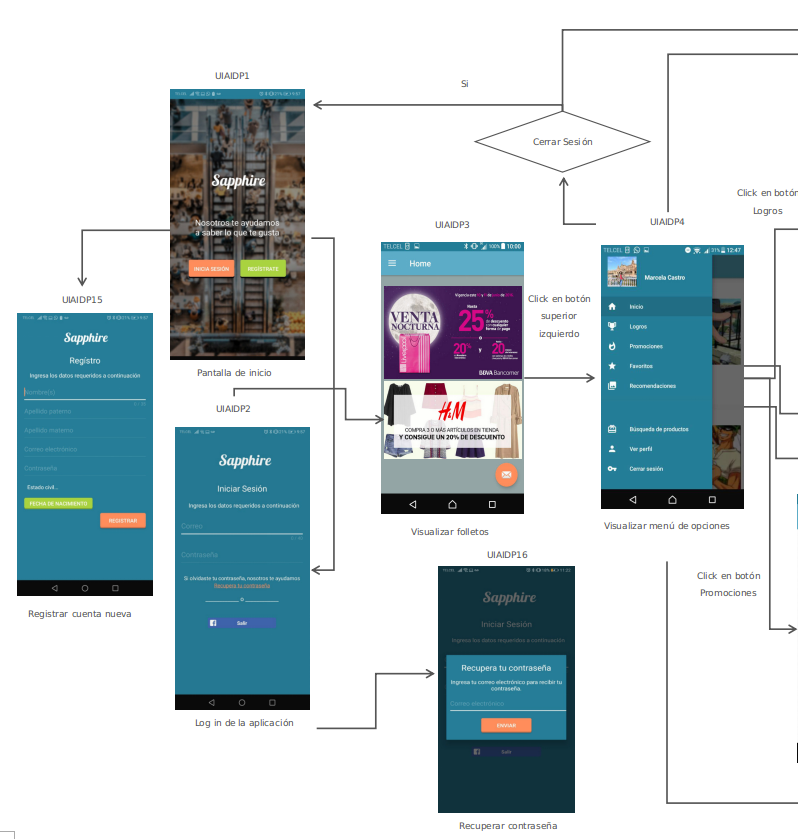 UIAIDP1
Si
Cerrar Sesión
Click en botón
Logros
UIAIDP3
UIAIDP4
Sapphire
Nosotros te ayudamos
a saber lo que te gusta
INICIA SESIÓN
REGÍSTRATE
Pantalla de inicio
UIAIDP15
Sapphire
Registro
Ingresa los datos requeridos a continuación
Nombre(s)
Apellido paterno
Apellido materno
Correo electrónico
Contraseña
Estado civil...
FECHA DE NACIMIENTO
REGISTRAR
Registrar cuenta nueva
UIAIDP2
Sapphire
Iniciar Sesión
Ingresa los datos requeridos a continuación
Correo
Contraseña
Si olvidaste tu contraseña, nosotros te ayudamos
Recupera tu contraseña
o
Salir
Log in de la aplicación
TELCEL
100%
10:00
Home
VENTA
NOCTURNA
Hasta
25%
de descuento
con cualquier
forma de pago
o
20%
y
20
BBVA Bancomer
H&M
COMPRA 3 O MÁS ARTÍCULOS EN TIENDA
Y CONSIGUE UN 20% DE DESCUENTO
Visualizar folletos
Click en botón
superior
izquierdo
TELCEL
31%
12:47
Marcela Castro
Inicio
Logros
Promociones
Favoritos
Recomendaciones
Búsqueda de productos
Ver perfil
Cerrar sesión
Visualizar menú de opciones
UIAIDP16
Sapphire
Iniciar Sesión
Ingresa los datos requeridos a continuación
Recupera tu contraseña
Ingresa tu correo electrónico para recibir tu
contraseña.
Correo electrónico
ENVIAR
Salir
Recuperar contraseña
Click en botón
Promociones